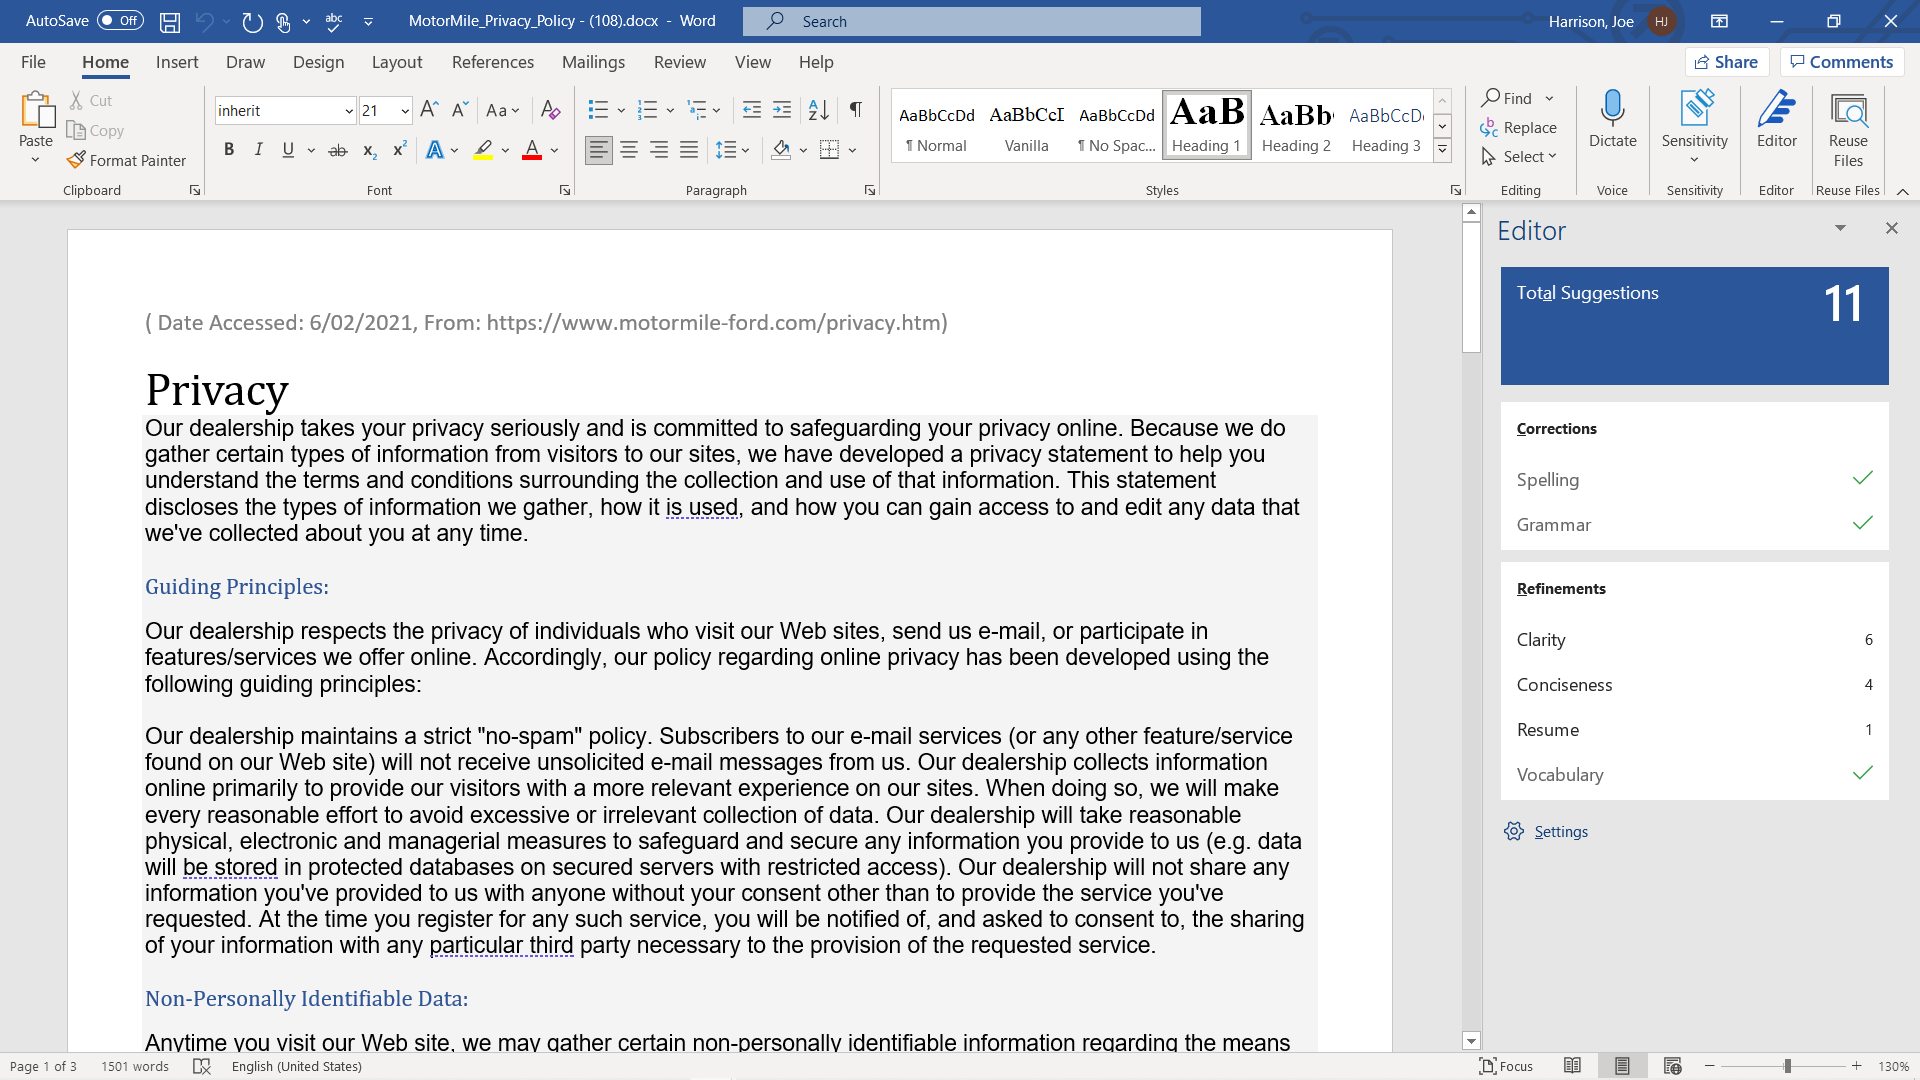 AutoSave Off abc MotorMile_Privacy_Policy - (108).docx - Word Search Harrison, Joe HJ
File Home Insert Draw Design Layout References Mailings Review View Help Share Comments
Paste Cut Copy Format Painter Clipboard
inherit 21 Aa B I U ab x₂ x² A A Font
Paragraph
AaBbCcDd ¶ Normal
AaBbCcI Vanilla
AaBbCcDd ¶ No Spac...
AaB Heading 1
AaBb Heading 2
AaBbCcD Heading 3
Styles
Find Replace Select Editing
Dictate Voice
Sensitivity Sensitivity
Editor Editor
Reuse Files Reuse Files
( Date Accessed: 6/02/2021, From: https://www.motormile-ford.com/privacy.htm)
Privacy
Our dealership takes your privacy seriously and is committed to safeguarding your privacy online. Because we do
gather certain types of information from visitors to our sites, we have developed a privacy statement to help you
understand the terms and conditions surrounding the collection and use of that information. This statement
discloses the types of information we gather, how it is used, and how you can gain access to and edit any data that
we've collected about you at any time.
Guiding Principles:
Our dealership respects the privacy of individuals who visit our Web sites, send us e-mail, or participate in
features/services we offer online. Accordingly, our policy regarding online privacy has been developed using the
following guiding principles:
Our dealership maintains a strict "no-spam" policy. Subscribers to our e-mail services (or any other feature/service
found on our Web site) will not receive unsolicited e-mail messages from us. Our dealership collects information
online primarily to provide our visitors with a more relevant experience on our sites. When doing so, we will make
every reasonable effort to avoid excessive or irrelevant collection of data. Our dealership will take reasonable
physical, electronic and managerial measures to safeguard and secure any information you provide to us (e.g. data
will be stored in protected databases on secured servers with restricted access). Our dealership will not share any
information you've provided to us with anyone without your consent other than to provide the service you've
requested. At the time you register for any such service, you will be notified of, and asked to consent to, the sharing
of your information with any particular third party necessary to the provision of the requested service.
Non-Personally Identifiable Data:
Anytime you visit our Web site, we may gather certain non-personally identifiable information regarding the means
Editor
Total Suggestions 11
Corrections
Spelling
Grammar
Refinements
Clarity 6
Conciseness 4
Resume 1
Vocabulary
Settings
Page 1 of 3 1501 words English (United States) Focus 130%